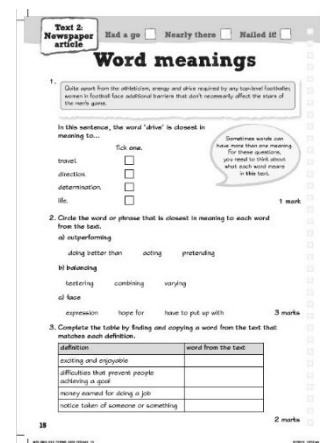 Text 2:
Newspaper
article
Had a go
Nearly there
Nailed it!
Word meanings
1.
Quite apart from the athleticism, energy and drive required by any top-level footballer,
women in football face additional barriers that don't necessarily affect the stars of
the men's game.
In this sentence, the word 'drive' is closest in
meaning to...
Tick one.
travel.
direction.
determination.
life.
Sometimes words can
have more than one meaning.
For these questions,
you need to think about
what each word means
in this text.
1 mark
2. Circle the word or phrase that is closest in meaning to each word
from the text.
a) outperforming
doing better than acting pretending
b) balancing
teetering combining varying
c) face
expression hope for have to put up with
3 marks
3. Complete the table by finding and copying a word from the text that
matches each definition.
definition word from the text
exciting and enjoyable
difficulties that prevent people
achieving a goal
money earned for doing a job
notice taken of someone or something
2 marks
18